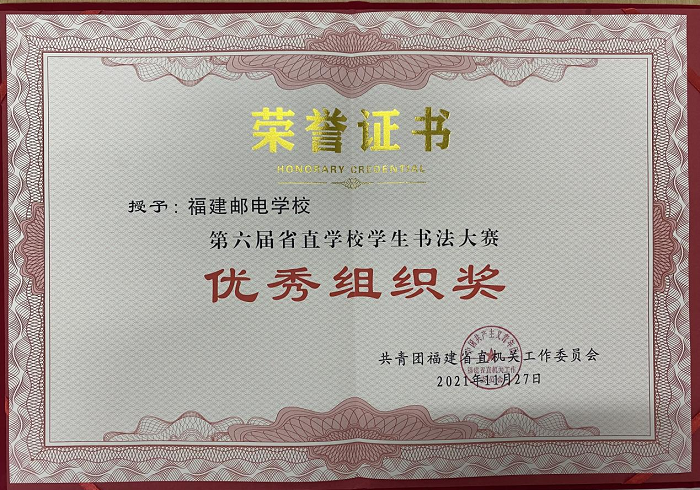 荣誉证书
HONORARY CREDENTIAL
授予：福建邮电学校
第六届省直学校学生书法大赛
优秀组织奖
共青团福建省直机关工作委员会
2021年11月27日